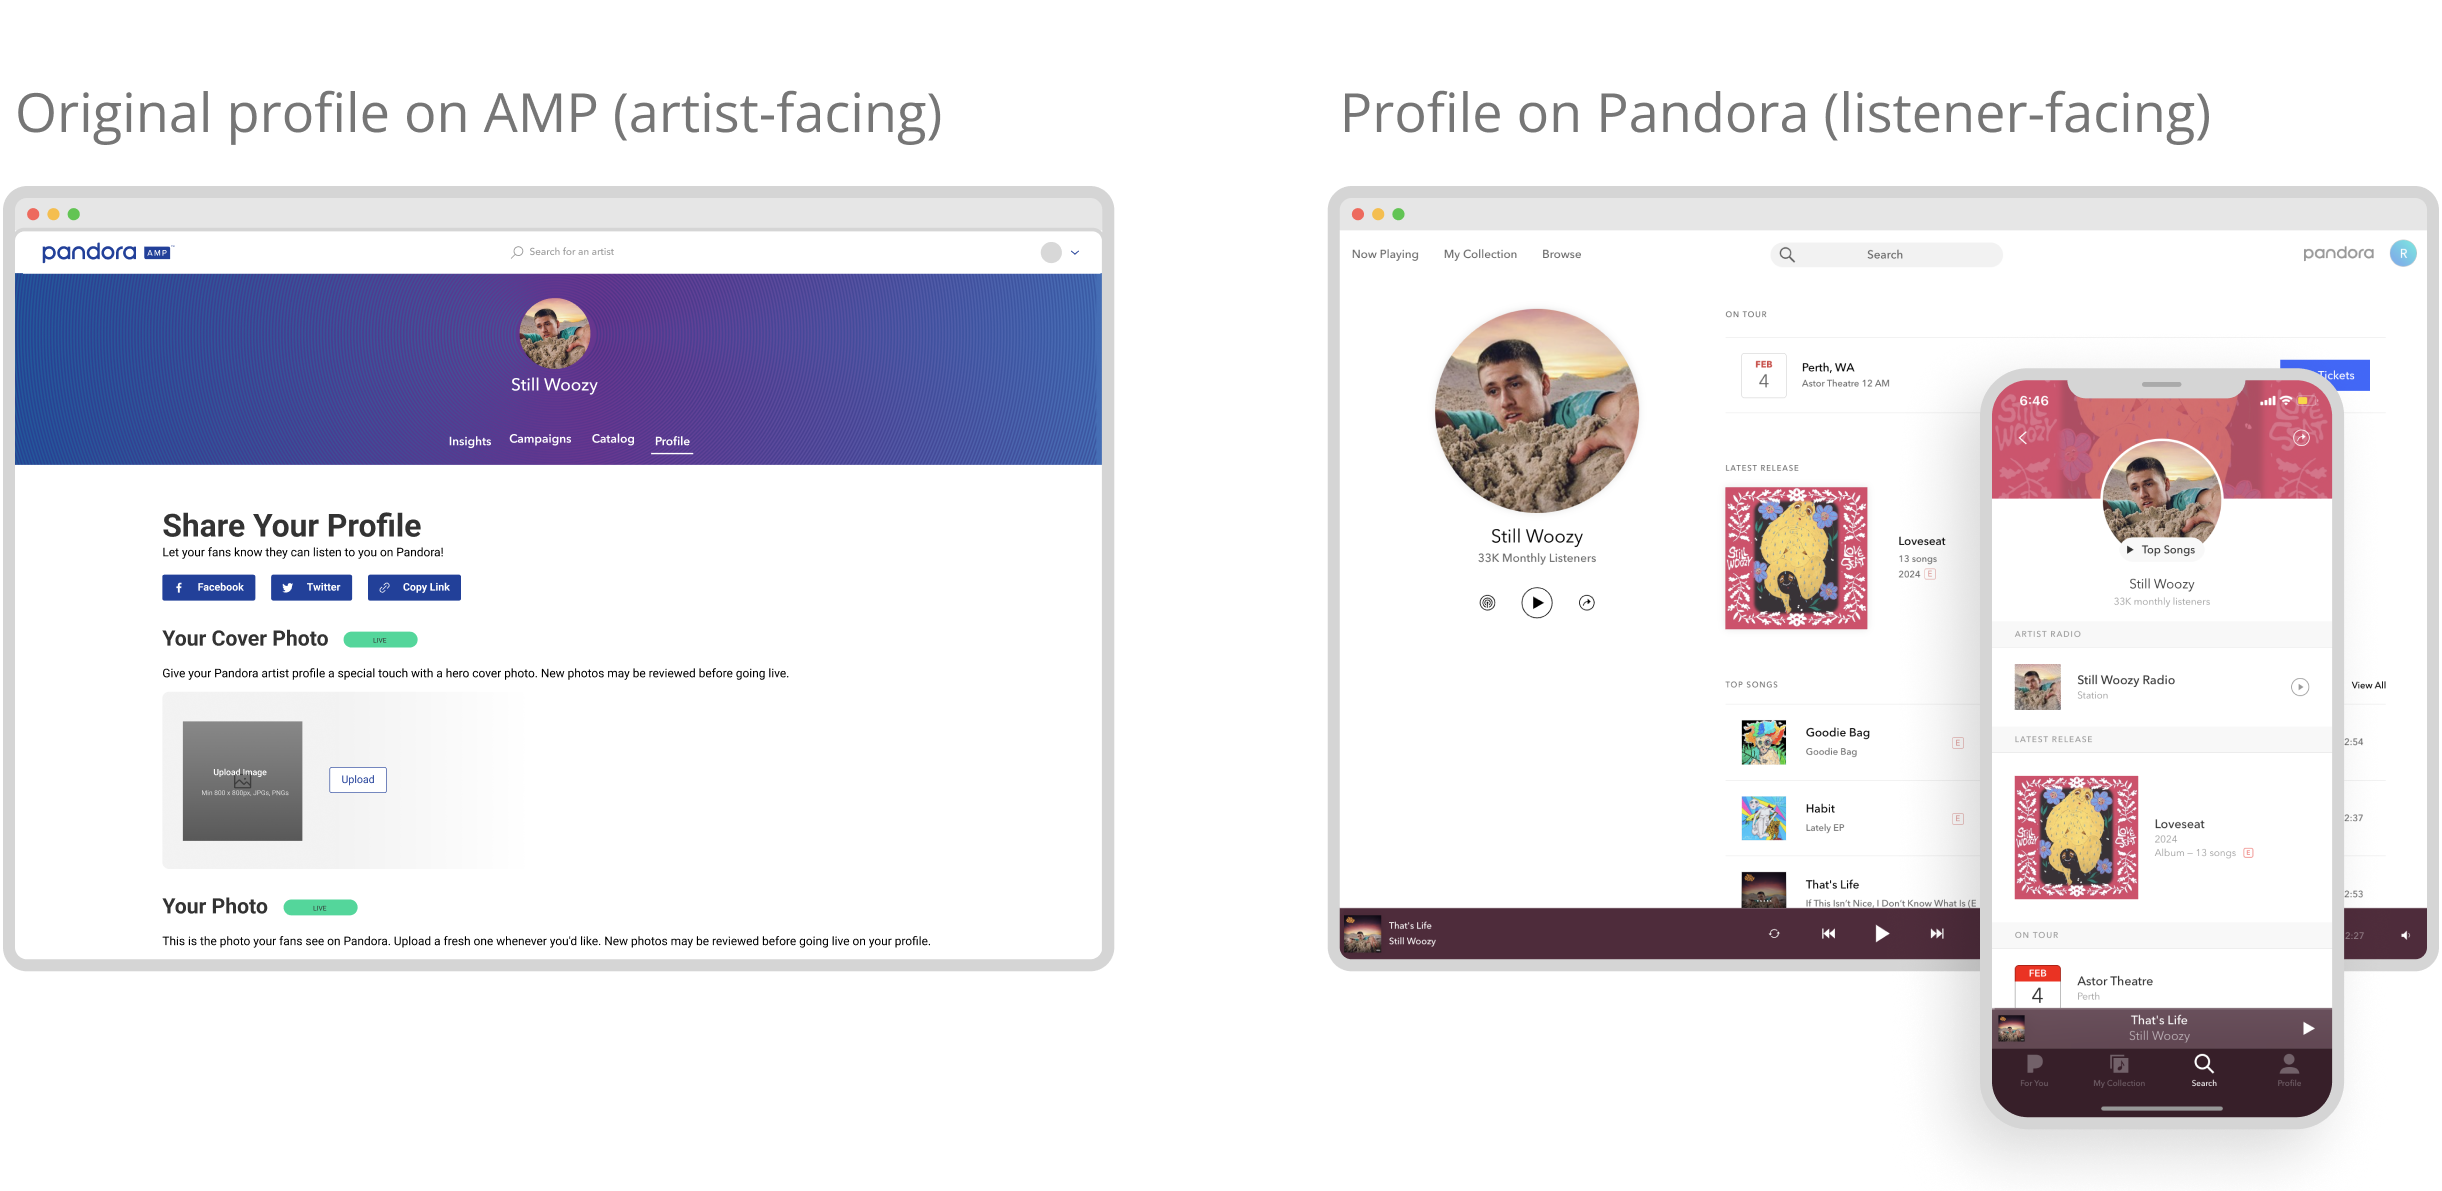 Original profile on AMP (artist-facing)
pandora AMP
Search for an artist
Still Woozy
Insights Campaigns Catalog Profile
Share Your Profile
Let your fans know they can listen to you on Pandora!
Facebook Twitter Copy Link
Your Cover Photo LIVE
Give your Pandora artist profile a special touch with a hero cover photo. New photos may be reviewed before going live.
Upload Image
Min 800 x 800px, JPGs, PNGs
Upload
Your Photo LIVE
This is the photo your fans see on Pandora. Upload a fresh one whenever you'd like. New photos may be reviewed before going live on your profile.
Profile on Pandora (listener-facing)
Now Playing My Collection Browse
Search
pandora R
Still Woozy
33K Monthly Listeners
ON TOUR
FEB
4
Perth, WA
Astor Theatre 12 AM
Tickets
LATEST RELEASE
STILL WOOZY
LOVESEAT
Loveseat
13 songs
2024 E
TOP SONGS
View All
Goodie Bag
Goodie Bag
E
2:54
Habit
Lately EP
E
2:37
That's Life
If This Isn't Nice, I Don't Know What Is (E
2:53
That's Life
Still Woozy
2:27
6:46
STILL WOOZY
Top Songs
Still Woozy
33K monthly listeners
ARTIST RADIO
Still Woozy Radio
Station
LATEST RELEASE
STILL WOOZY
LOVESEAT
Loveseat
2024
Album – 13 songs E
ON TOUR
FEB
4
Astor Theatre
Perth
That's Life
Still Woozy
For You My Collection Search Profile